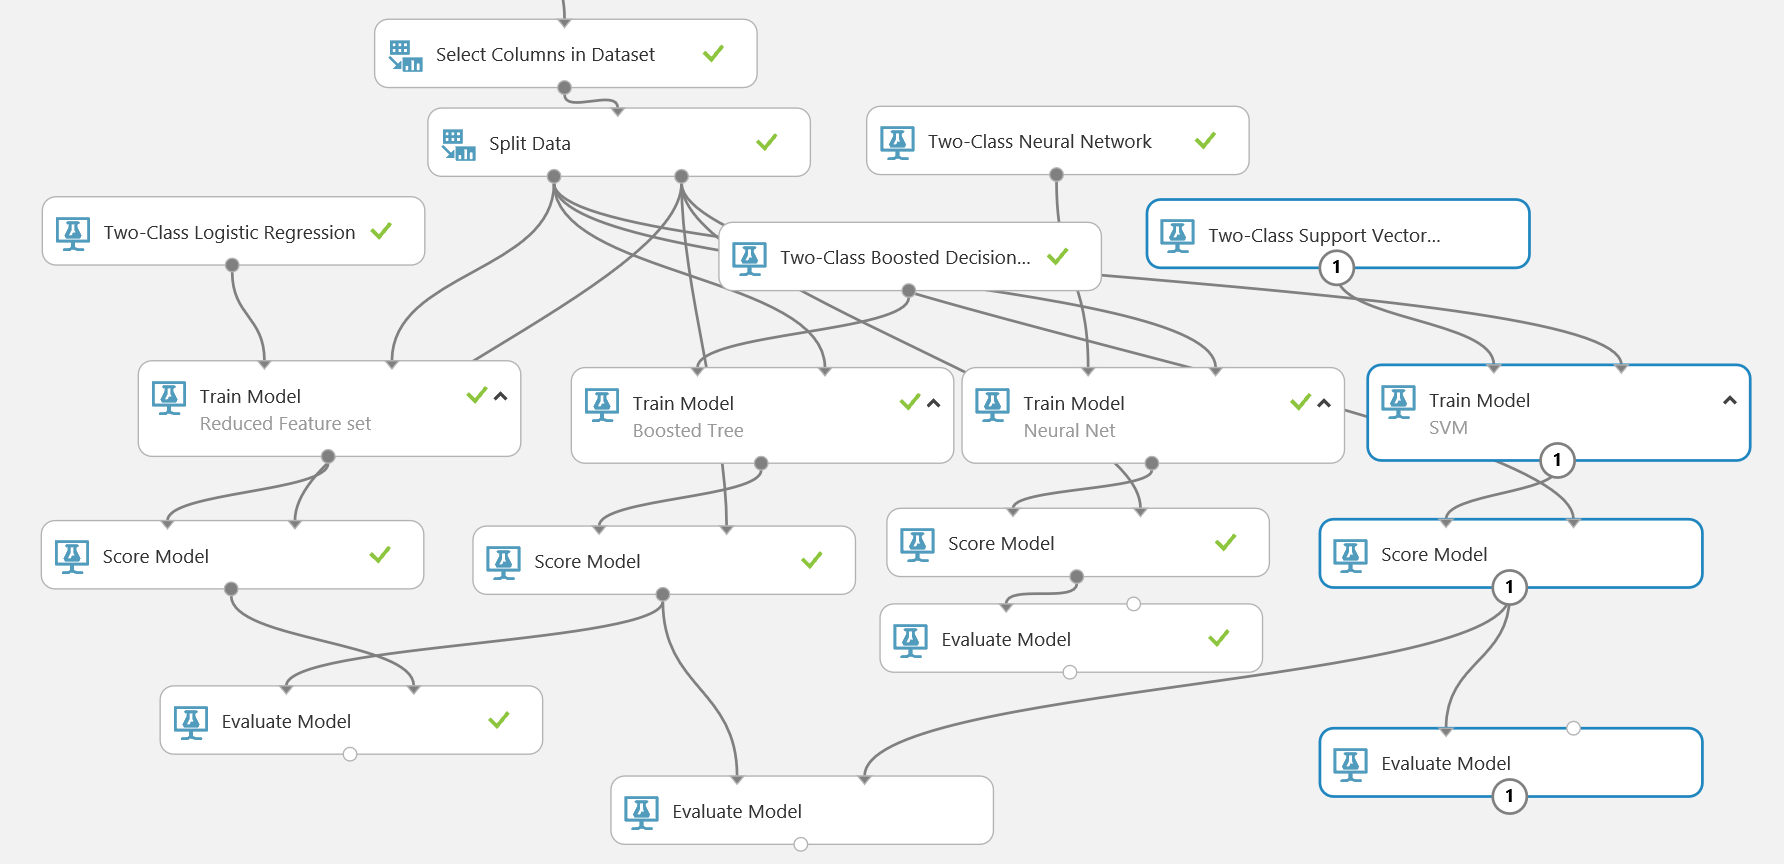 Select Columns in Dataset
Split Data
Two-Class Neural Network
Two-Class Logistic Regression
Two-Class Boosted Decision...
Two-Class Support Vector...
1
Train Model
Reduced Feature set
Train Model
Boosted Tree
Train Model
Neural Net
Train Model
SVM
1
Score Model
Score Model
Score Model
Score Model
1
Evaluate Model
Evaluate Model
Evaluate Model
Evaluate Model
1